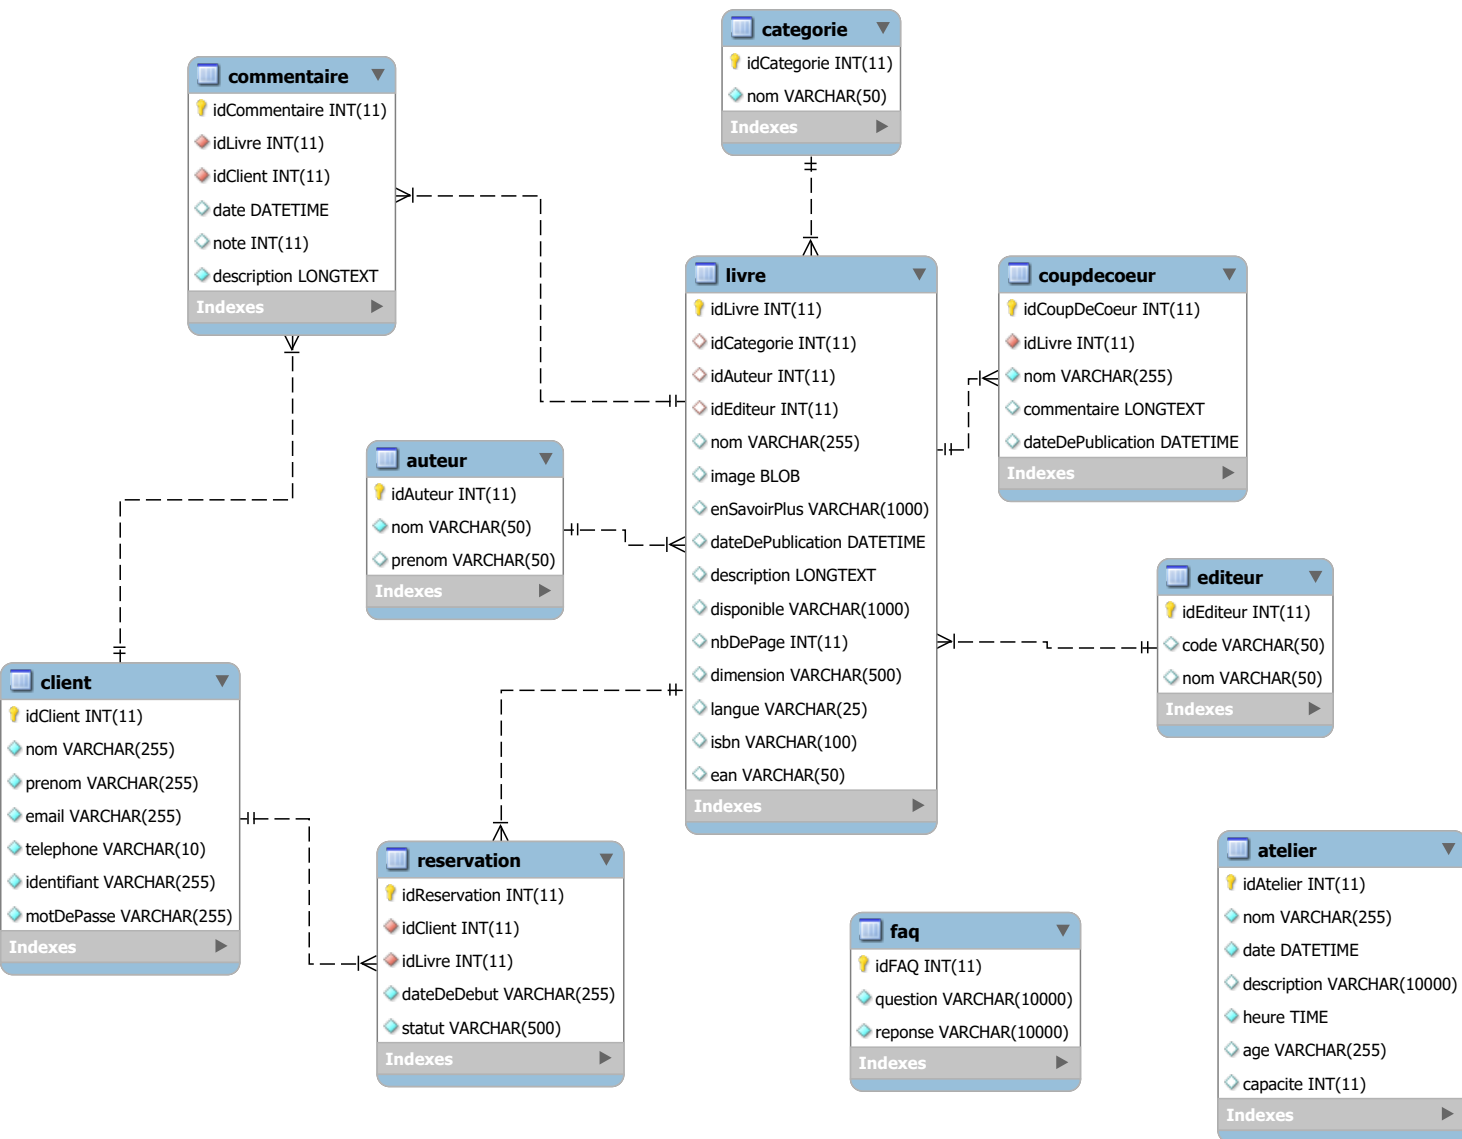 categorie
idCategorie INT(11)
nom VARCHAR(50)
Indexes
commentaire
idCommentaire INT(11)
idLivre INT(11)
idClient INT(11)
date DATETIME
note INT(11)
description LONGTEXT
Indexes
livre
idLivre INT(11)
idCategorie INT(11)
idAuteur INT(11)
idEditeur INT(11)
nom VARCHAR(255)
image BLOB
enSavoirPlus VARCHAR(1000)
dateDePublication DATETIME
description LONGTEXT
disponible VARCHAR(1000)
nbDePage INT(11)
dimension VARCHAR(500)
langue VARCHAR(25)
isbn VARCHAR(100)
ean VARCHAR(50)
Indexes
coupdecoeur
idCoupDeCoeur INT(11)
idLivre INT(11)
nom VARCHAR(255)
commentaire LONGTEXT
dateDePublication DATETIME
Indexes
auteur
idAuteur INT(11)
nom VARCHAR(50)
prenom VARCHAR(50)
Indexes
editeur
idEditeur INT(11)
code VARCHAR(50)
nom VARCHAR(50)
Indexes
client
idClient INT(11)
nom VARCHAR(255)
prenom VARCHAR(255)
email VARCHAR(255)
telephone VARCHAR(10)
identifiant VARCHAR(255)
motDePasse VARCHAR(255)
Indexes
reservation
idReservation INT(11)
idClient INT(11)
idLivre INT(11)
dateDeDebut VARCHAR(255)
statut VARCHAR(500)
Indexes
faq
idFAQ INT(11)
question VARCHAR(10000)
reponse VARCHAR(10000)
Indexes
atelier
idAtelier INT(11)
nom VARCHAR(255)
date DATETIME
description VARCHAR(10000)
heure TIME
age VARCHAR(255)
capacite INT(11)
Indexes